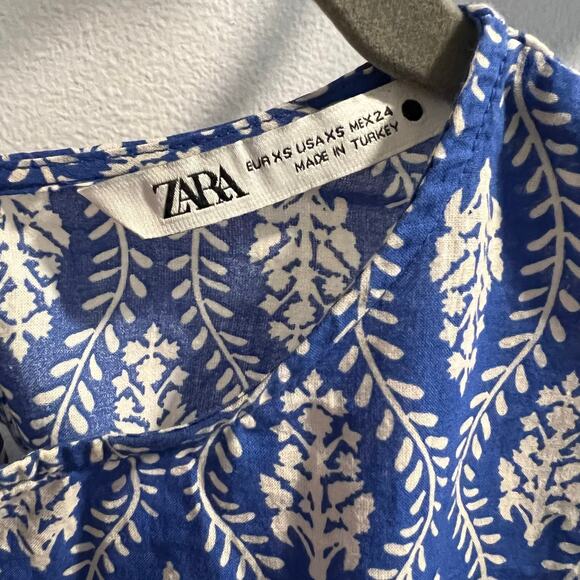 ZARA
EUR XS USA XS MEX 24
MADE IN TURKEY